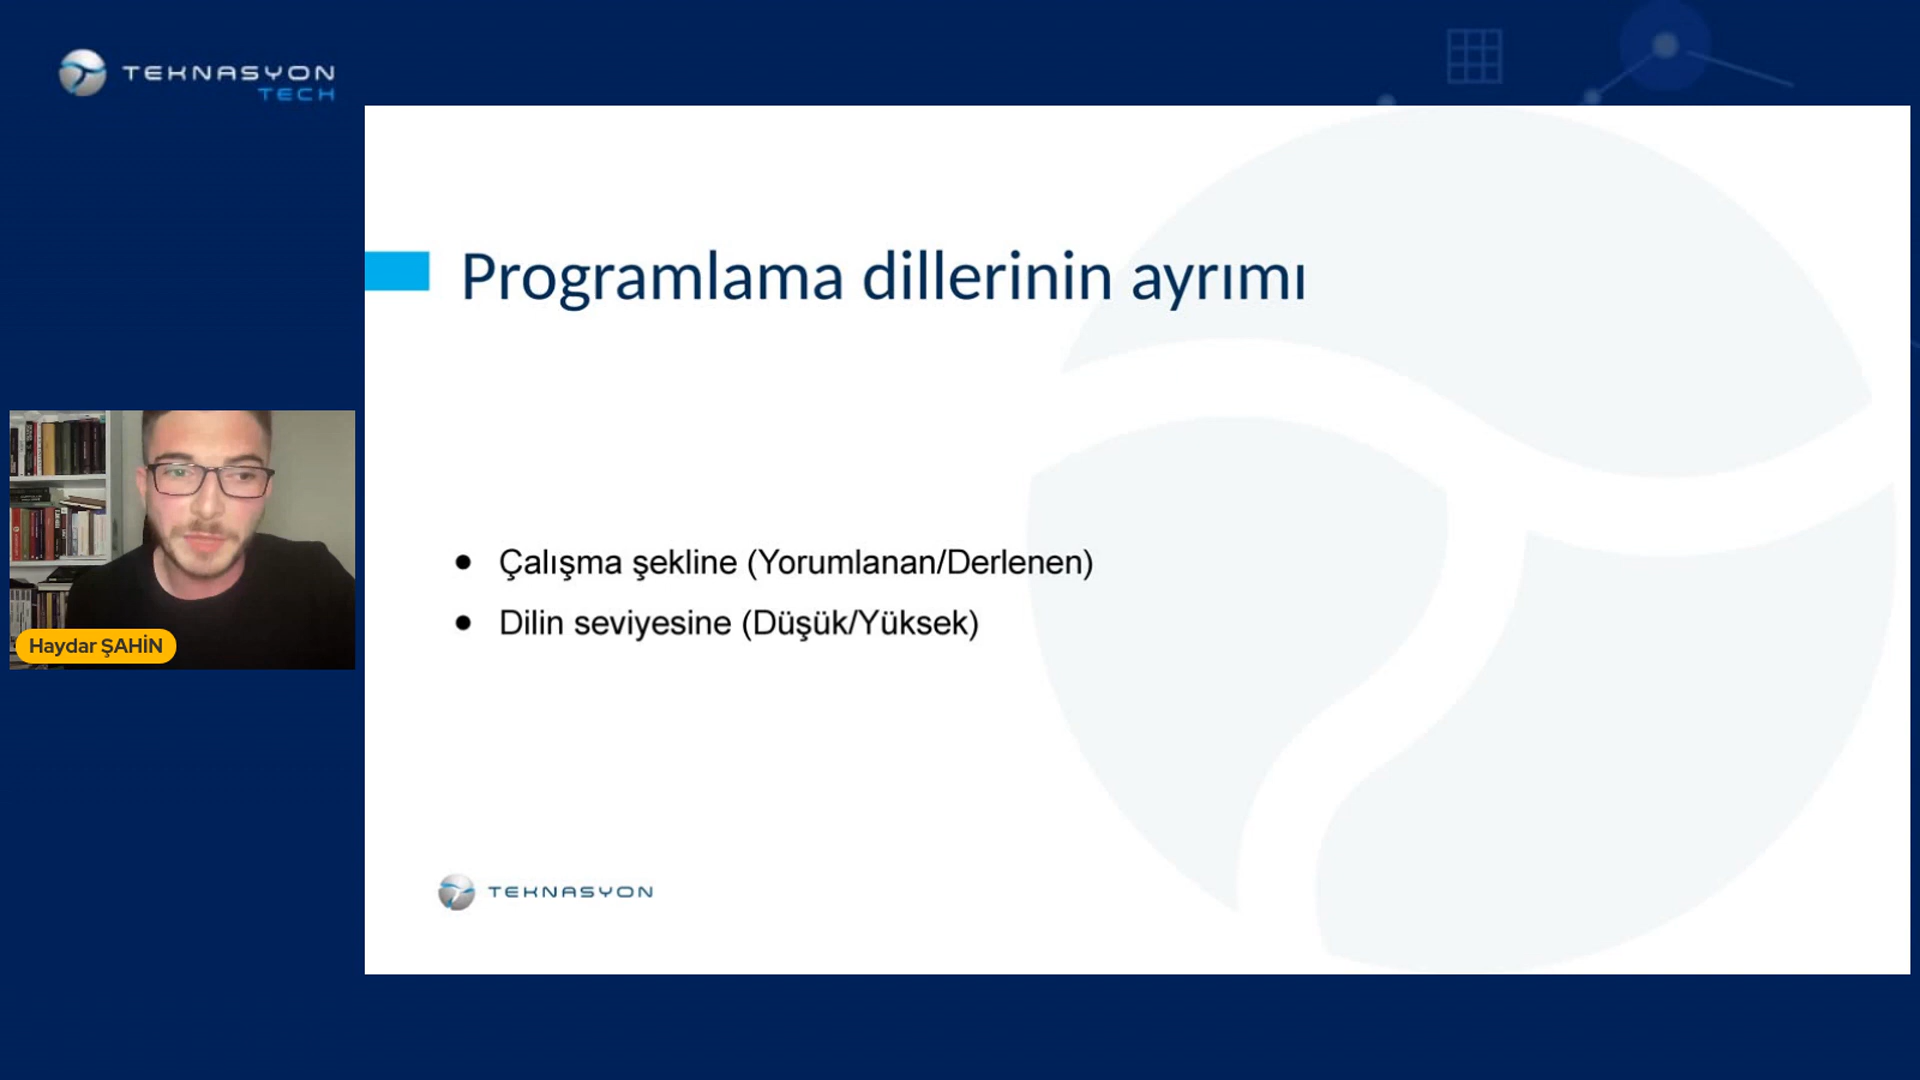 TEKNASYON
TECH
Programlama dillerinin ayrımı
Çalışma şekline (Yorumlanan/Derlenen)
Dilin seviyesine (Düşük/Yüksek)
Haydar ŞAHİN
TEKNASYON